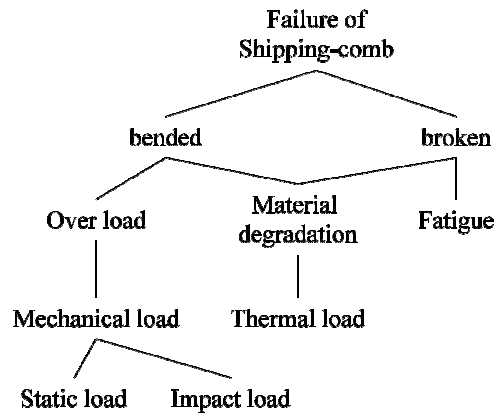 Failure of
Shipping-comb
bended
broken
Over load
Material
degradation
Fatigue
Mechanical load
Thermal load
Static load
Impact load